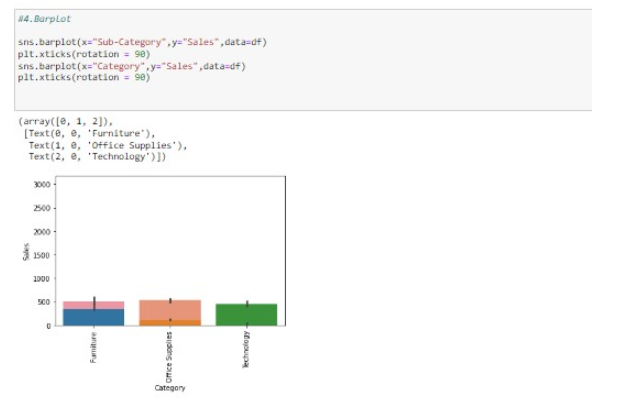 #4.Barplot
sns.barplot(x="Sub-Category",y="Sales",data=df)
plt.xticks(rotation = 90)
sns.barplot(x="Category",y="Sales",data=df)
plt.xticks(rotation = 90)
(array([0, 1, 2]),
[Text(0, 0, 'Furniture'),
Text(1, 0, 'Office Supplies'),
Text(2, 0, 'Technology')])
3000
2500
2000
1500
1000
500
0
Sales
Furniture
Office Supplies
Technology
Category